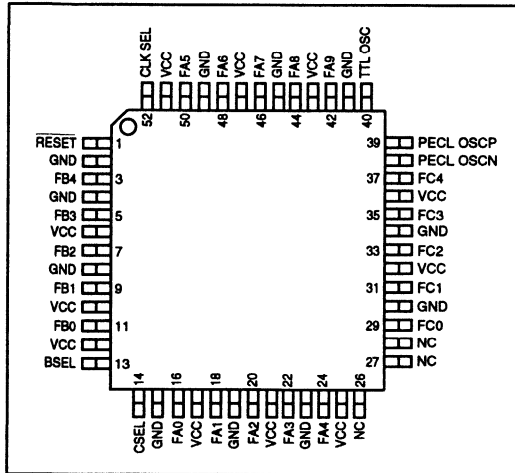 CLK SEL
VCC
FA5
GND
FA6
VCC
FA7
GND
FA8
VCC
FA9
GND
TTL OSC
52 50 48 46 44 42 40
RESET 1 39 PECL OSCP
GND PECL OSCN
FB4 3 37 FC4
GND VCC
FB3 5 35 FC3
VCC GND
FB2 7 33 FC2
GND VCC
FB1 9 31 FC1
VCC GND
FB0 11 29 FC0
VCC NC
BSEL 13 27 NC
14 16 18 20 22 24 26
CSEL
GND
FA0
VCC
FA1
GND
FA2
VCC
FA3
GND
FA4
VCC
NC